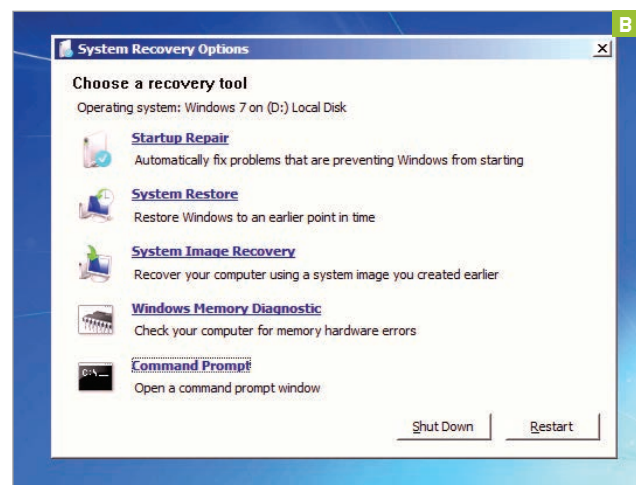 B
System Recovery Options
Choose a recovery tool
Operating system: Windows 7 on (D:) Local Disk
Startup Repair
Automatically fix problems that are preventing Windows from starting
System Restore
Restore Windows to an earlier point in time
System Image Recovery
Recover your computer using a system image you created earlier
Windows Memory Diagnostic
Check your computer for memory hardware errors
C:\_
Command Prompt
Open a command prompt window
Shut Down
Restart